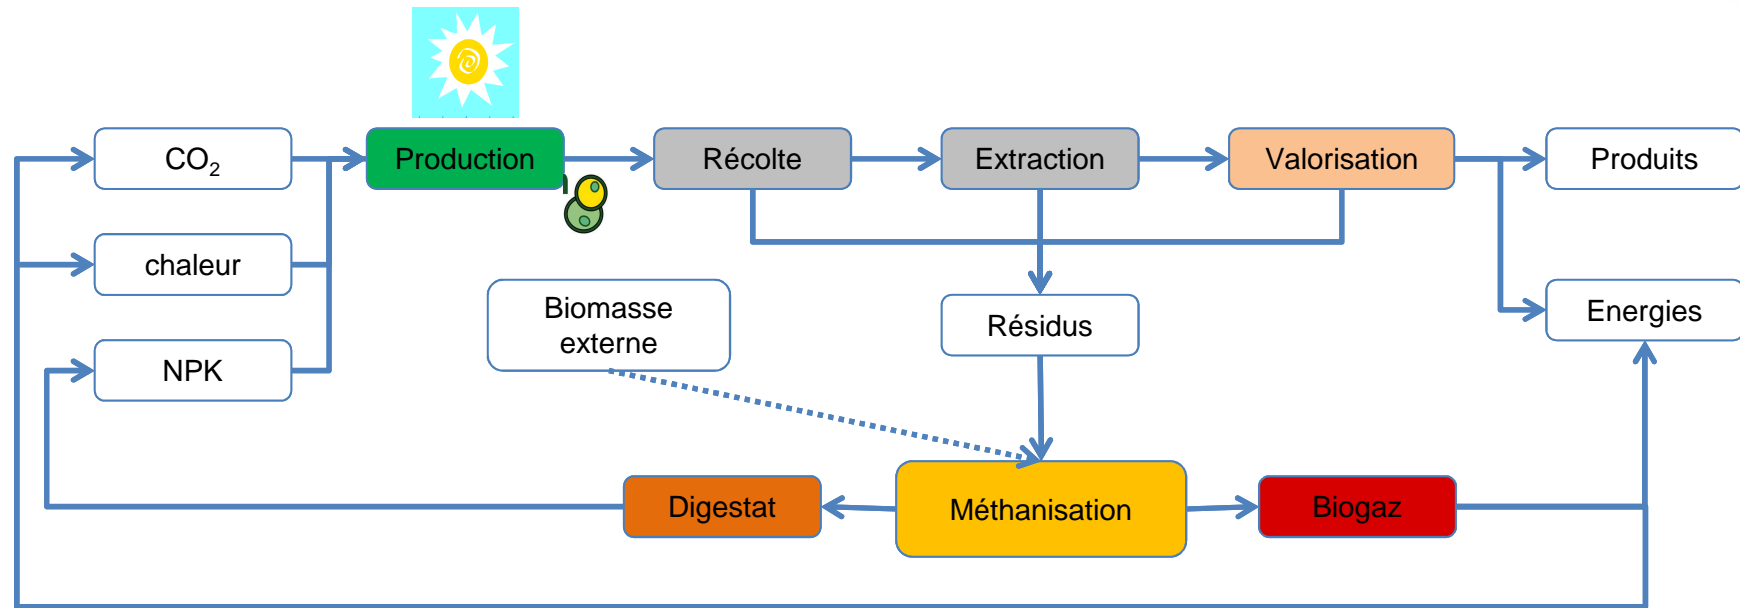 CO₂
Production
Récolte
Extraction
Valorisation
Produits
chaleur
Biomasse
externe
Résidus
Energies
NPK
Digestat
Méthanisation
Biogaz